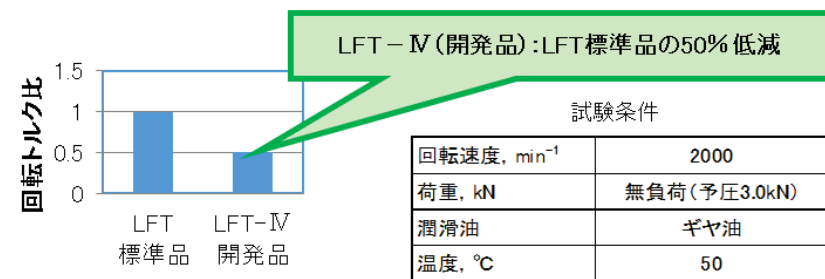 LFT-Ⅳ(開発品):LFT標準品の50%低減
回転トルク比
1.5
1
0.5
0
LFT
標準品
LFT-Ⅳ
開発品
試験条件
回転速度, min⁻¹ 2000
荷重, kN 無負荷(予圧3.0kN)
潤滑油 ギヤ油
温度, ℃ 50